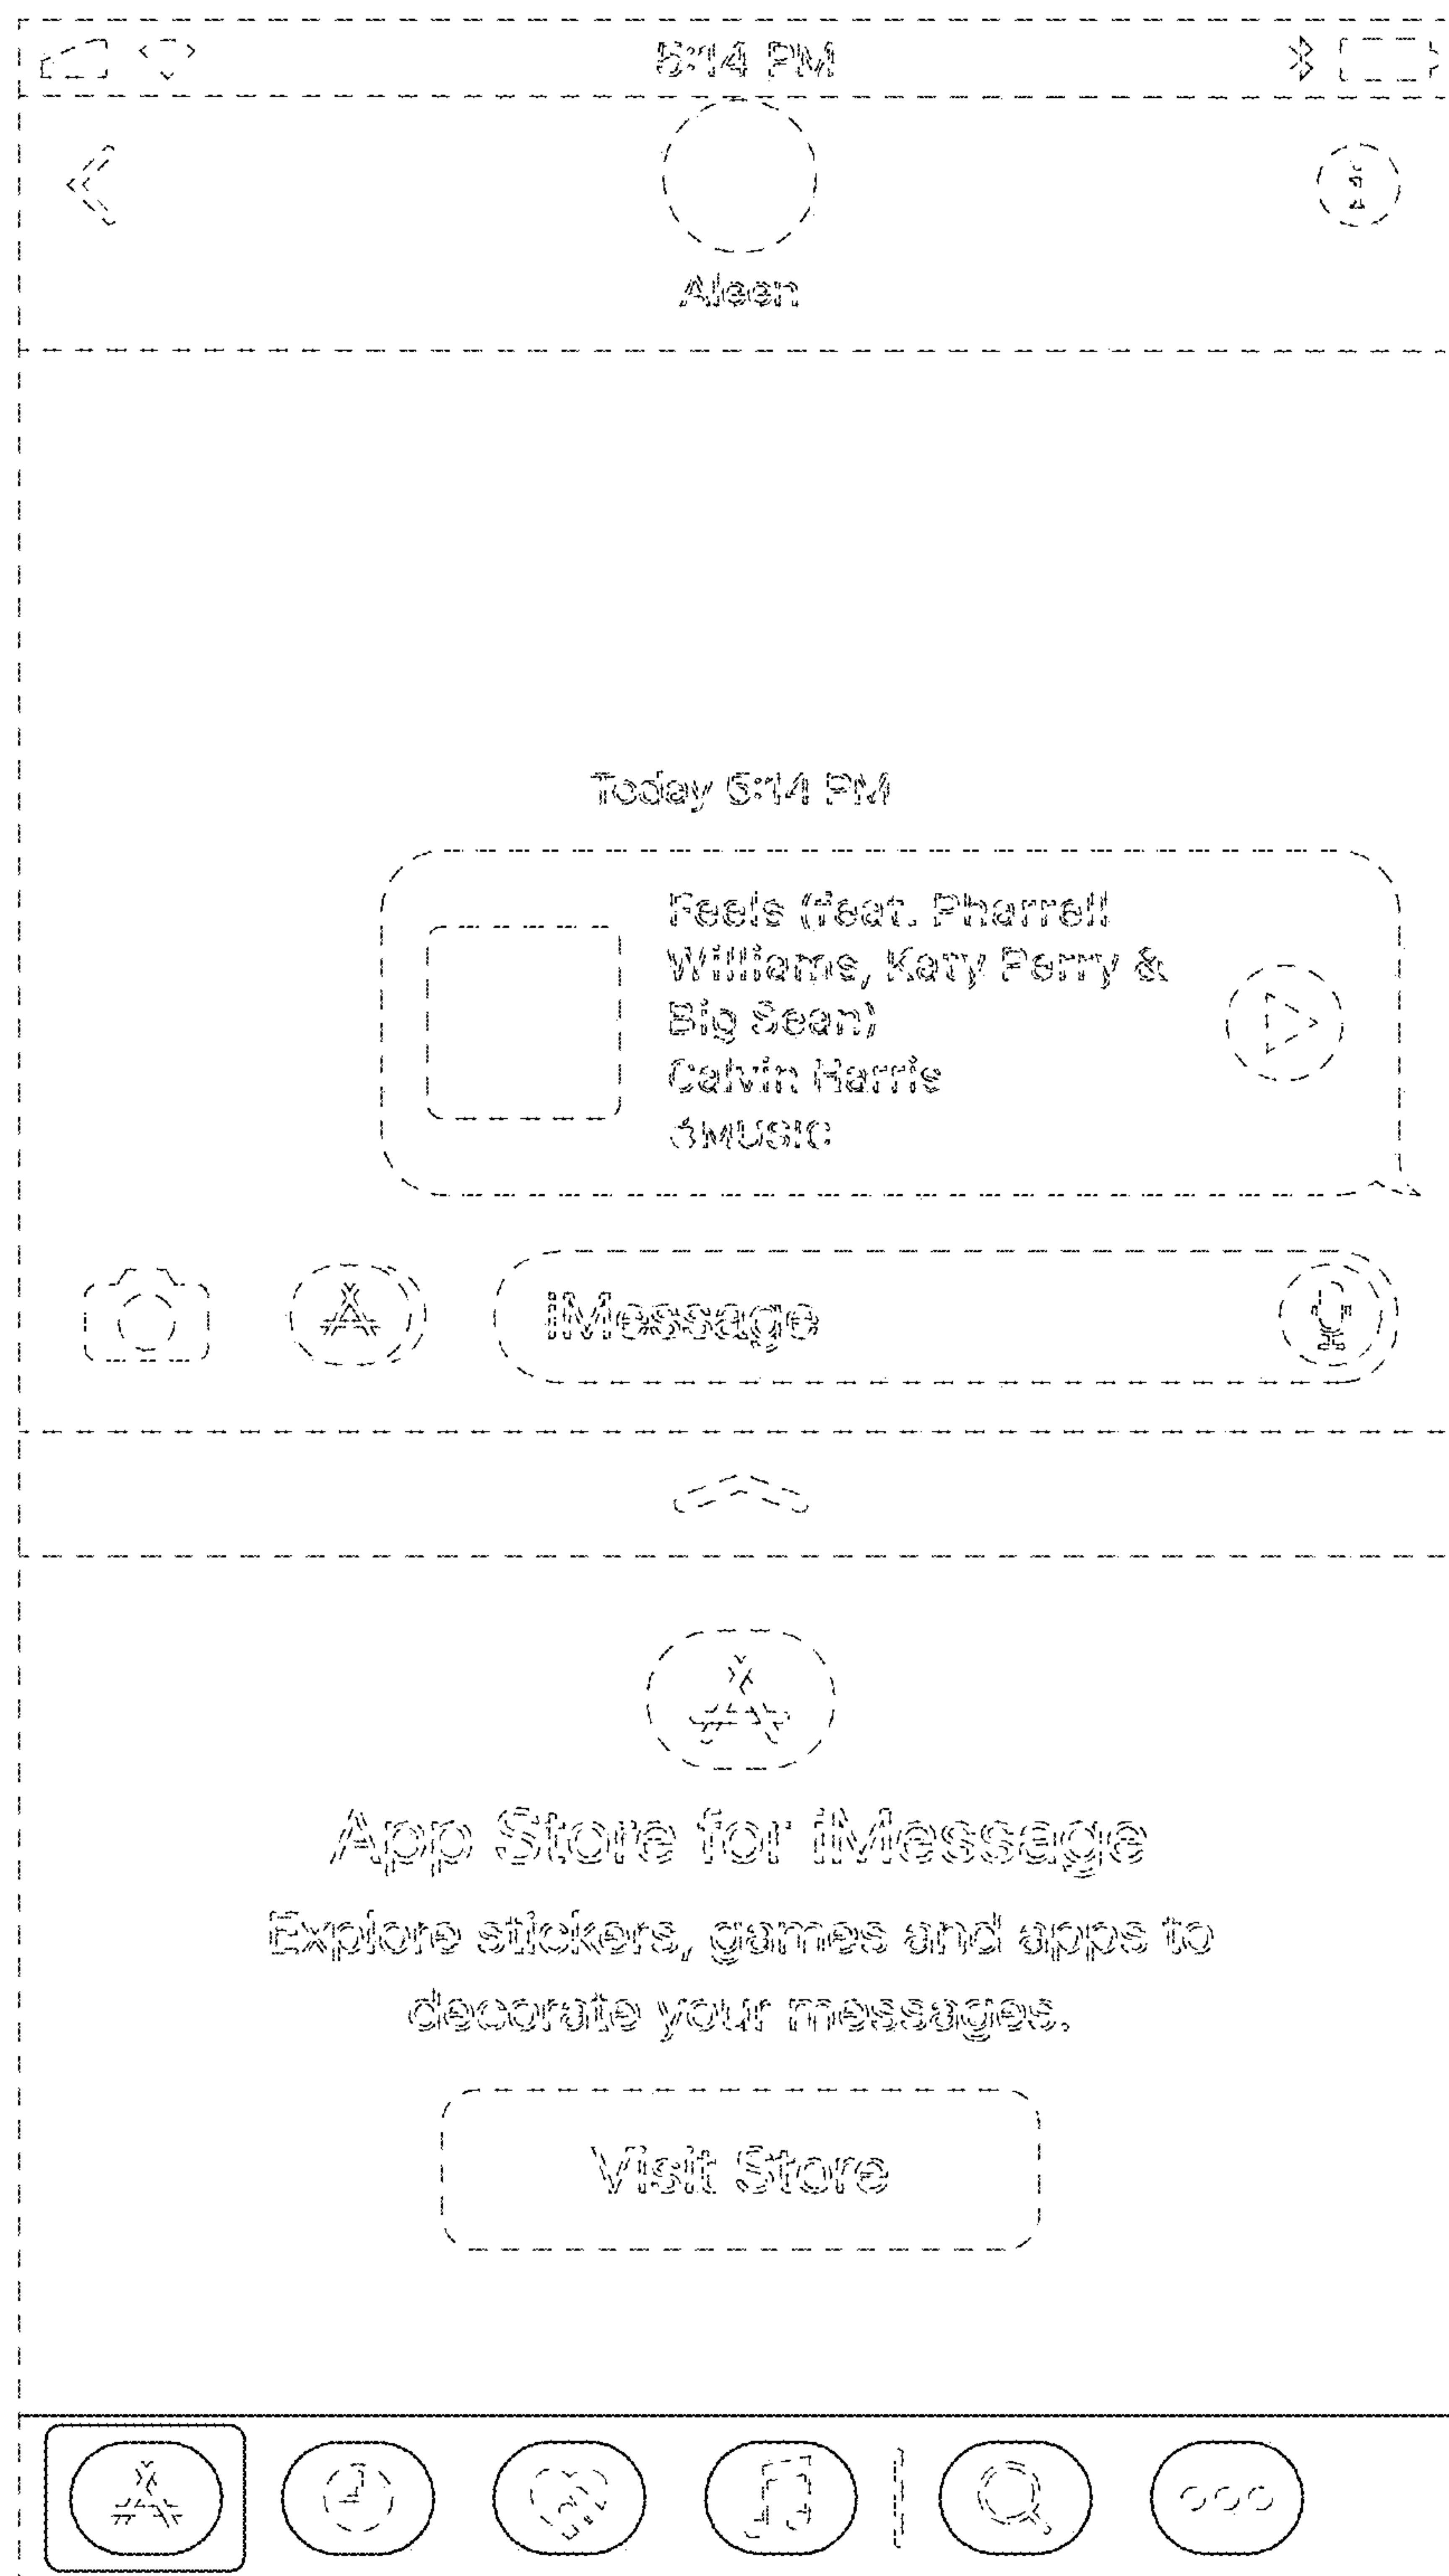 5:14 PM
Aleen
Today 5:14 PM
Feels (feat. Pharrell
Williams, Katy Perry &
Big Sean)
Calvin Harris
MUSIC
iMessage
App Store for iMessage
Explore stickers, games and apps to
decorate your messages.
Visit Store